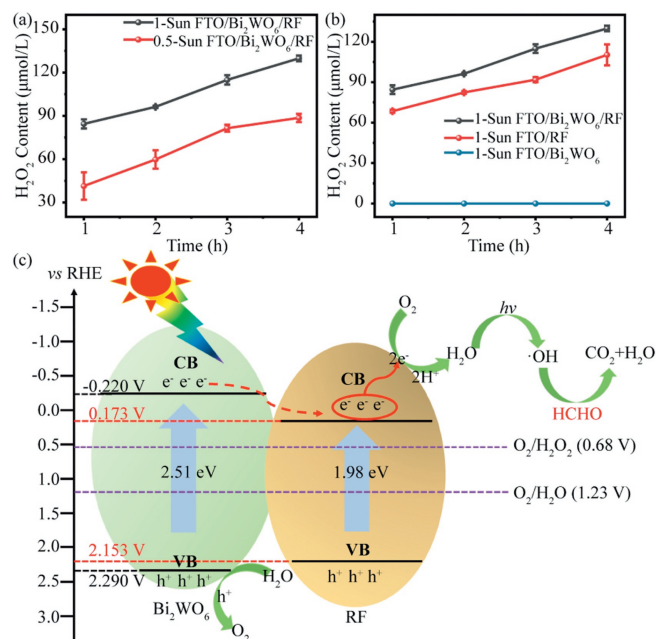 (a)
1-Sun FTO/Bi₂WO₆/RF
0.5-Sun FTO/Bi₂WO₆/RF
H₂O₂ Content (μmol/L)
150
120
90
60
30
1 2 3 4
Time (h)
(b)
H₂O₂ Content (μmol/L)
120
90
60
30
0
1-Sun FTO/Bi₂WO₆/RF
1-Sun FTO/RF
1-Sun FTO/Bi₂WO₆
1 2 3 4
Time (h)
(c)
vs RHE
-1.5
-1.0
-0.5
0.0
0.5
1.0
1.5
2.0
2.5
3.0
-0.220 V
0.173 V
2.153 V
2.290 V
CB
e⁻ e⁻ e⁻
2.51 eV
VB
h⁺ h⁺ h⁺
Bi₂WO₆
h⁺
H₂O
O₂
CB
e⁻ e⁻ e⁻
1.98 eV
VB
h⁺ h⁺ h⁺
RF
O₂
2e⁻
2H⁺
H₂O
hv
·OH
CO₂+H₂O
HCHO
O₂/H₂O₂ (0.68 V)
O₂/H₂O (1.23 V)